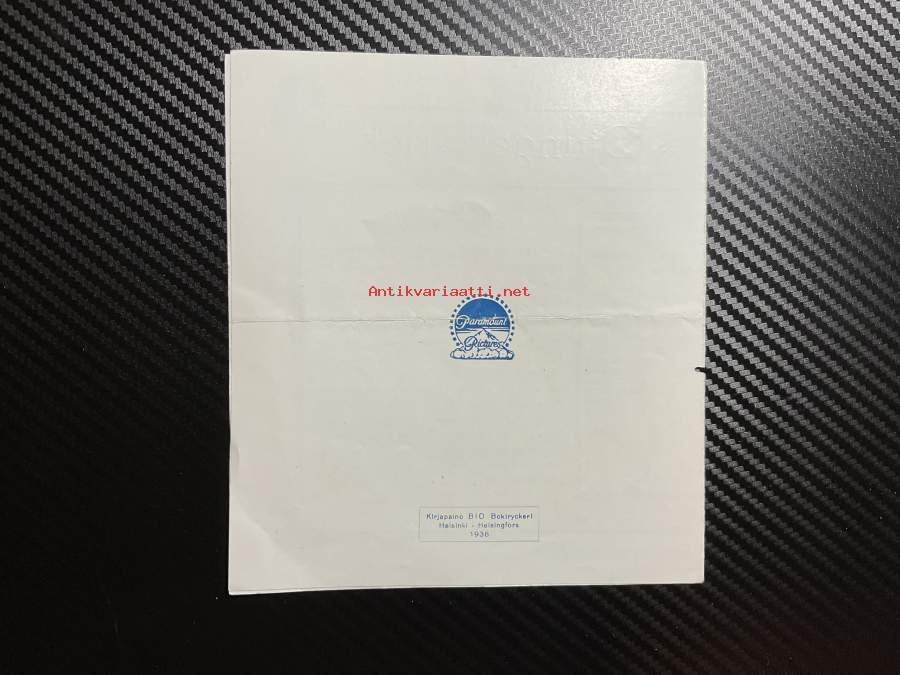 Antikvariaatti.net
Paramount
Pictures
Kirjapaino BIO Boktryckeri
Helsinki - Helsingfors
1936